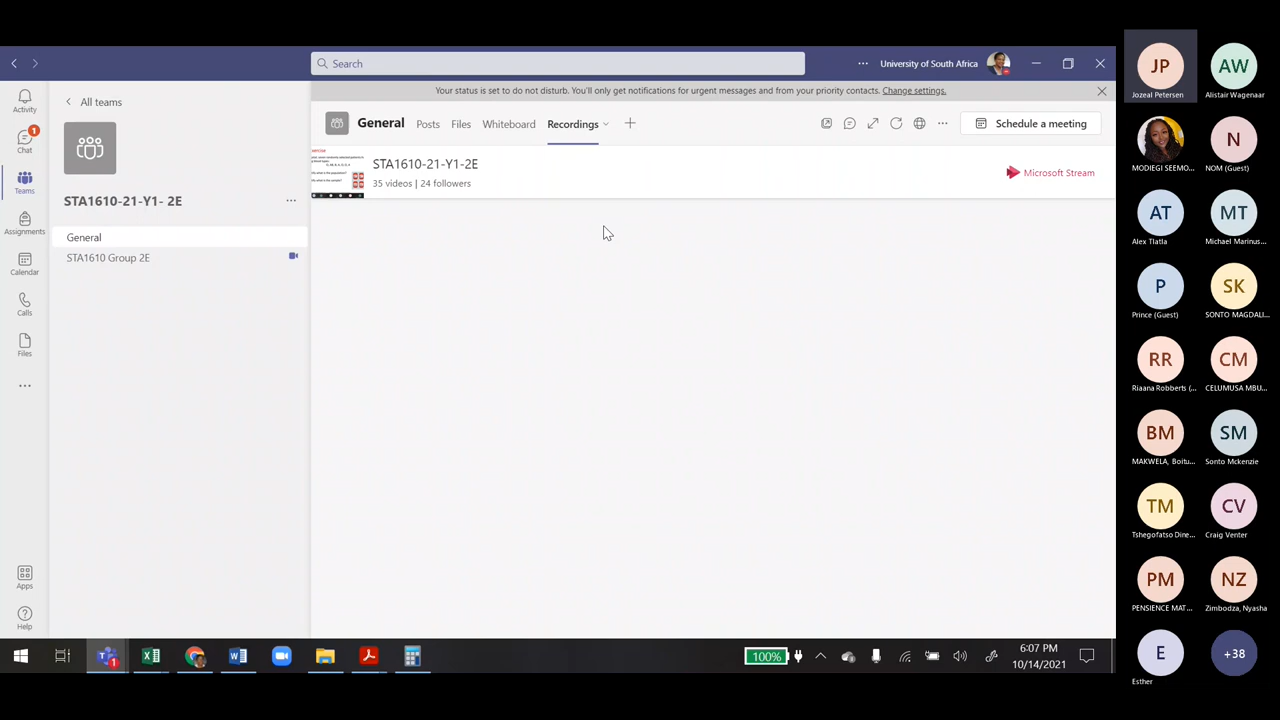 Search
University of South Africa
Your status is set to do not disturb. You'll only get notifications for urgent messages and from your priority contacts. Change settings.
Activity
Chat
1
Teams
Assignments
Calendar
Calls
Files
Apps
Help
All teams
STA1610-21-Y1- 2E
General
STA1610 Group 2E
General
Posts
Files
Whiteboard
Recordings
Schedule a meeting
STA1610-21-Y1-2E
35 videos | 24 followers
Microsoft Stream
1
100%
6:07 PM
10/14/2021
JP
Jozeal Petersen
AW
Alistair Wagenaar
MODIEGI SEEMO...
N
NOM (Guest)
AT
Alex Tlatla
MT
Michael Marinus...
P
Prince (Guest)
SK
SONTO MAGDALI...
RR
Riaana Robberts (...
CM
CELUMUSA MBU...
BM
MAKWELA, Boitu...
SM
Sonto Mckenzie
TM
Tshegofatso Dine...
CV
Craig Venter
PM
PENSIENCE MAT...
NZ
Zimbodza, Nyasha
E
Esther
+38